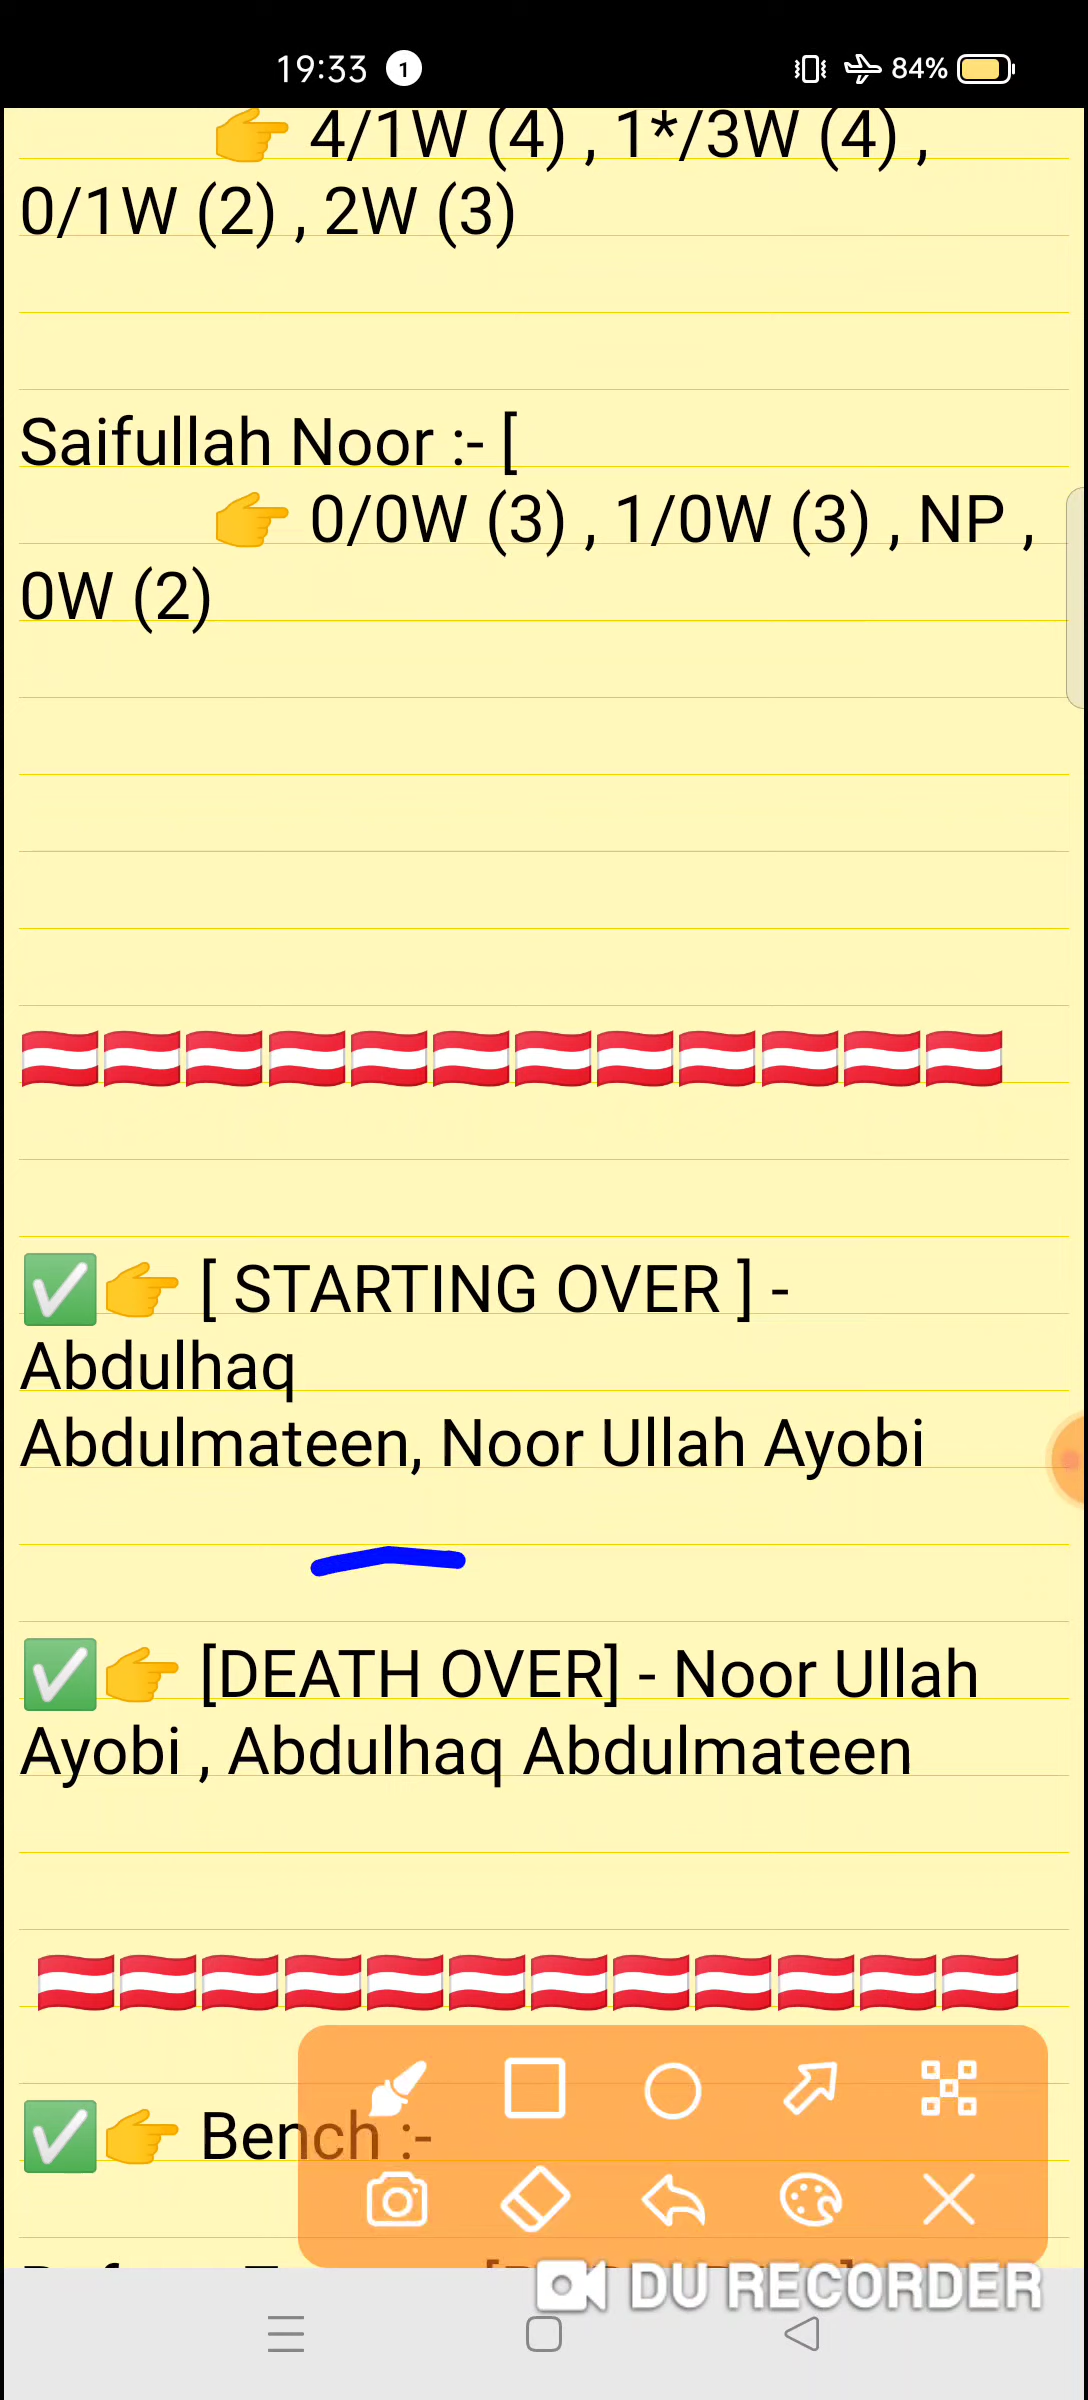 19:33 1 84%
👉 4/1W (4) , 1*/3W (4) ,
0/1W (2) , 2W (3)
Saifullah Noor :- [
👉 0/0W (3) , 1/0W (3) , NP ,
0W (2)
✅👉 [ STARTING OVER ] -
Abdulhaq
Abdulmateen, Noor Ullah Ayobi
✅👉 [DEATH OVER] - Noor Ullah
Ayobi , Abdulhaq Abdulmateen
✅👉 Bench :-
DU RECORDER